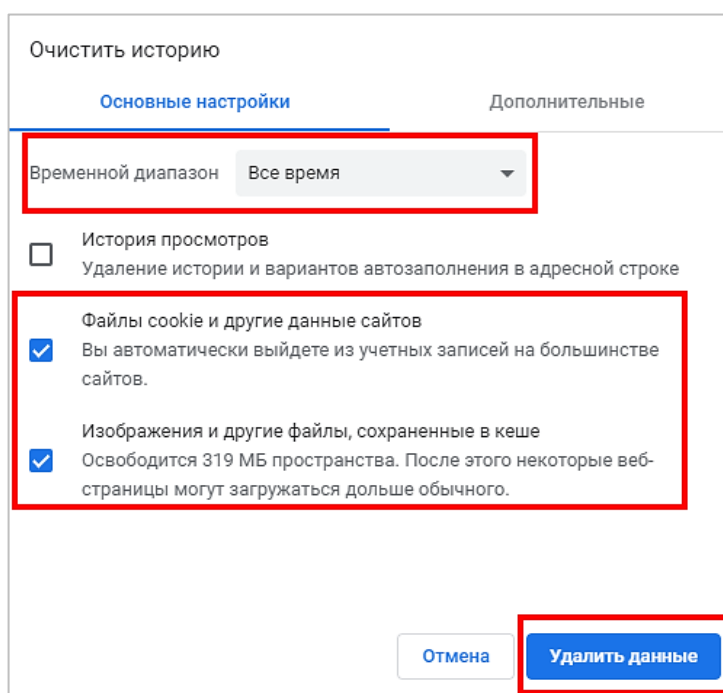 Очистить историю
Основные настройки
Дополнительные
Временной диапазон
Все время
История просмотров
Удаление истории и вариантов автозаполнения в адресной строке
Файлы cookie и другие данные сайтов
Вы автоматически выйдете из учетных записей на большинстве
сайтов.
Изображения и другие файлы, сохраненные в кеше
Освободится 319 МБ пространства. После этого некоторые веб-
страницы могут загружаться дольше обычного.
Отмена
Удалить данные